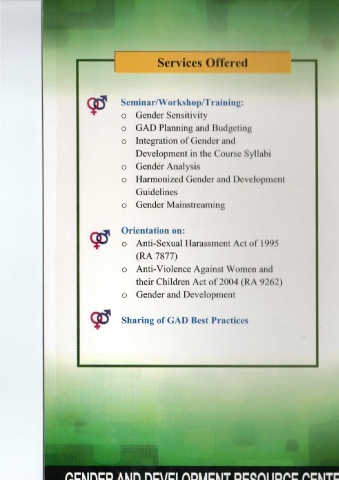 Services Offered
Seminar/Workshop/Training:
o Gender Sensitivity
o GAD Planning and Budgeting
o Integration of Gender and
Development in the Course Syllabi
o Gender Analysis
o Harmonized Gender and Development
Guidelines
o Gender Mainstreaming
Orientation on:
o Anti-Sexual Harassment Act of 1995
(RA 7877)
o Anti-Violence Against Women and
their Children Act of 2004 (RA 9262)
o Gender and Development
Sharing of GAD Best Practices
GENDER AND DEVELOPMENT RESOURCE CENTE